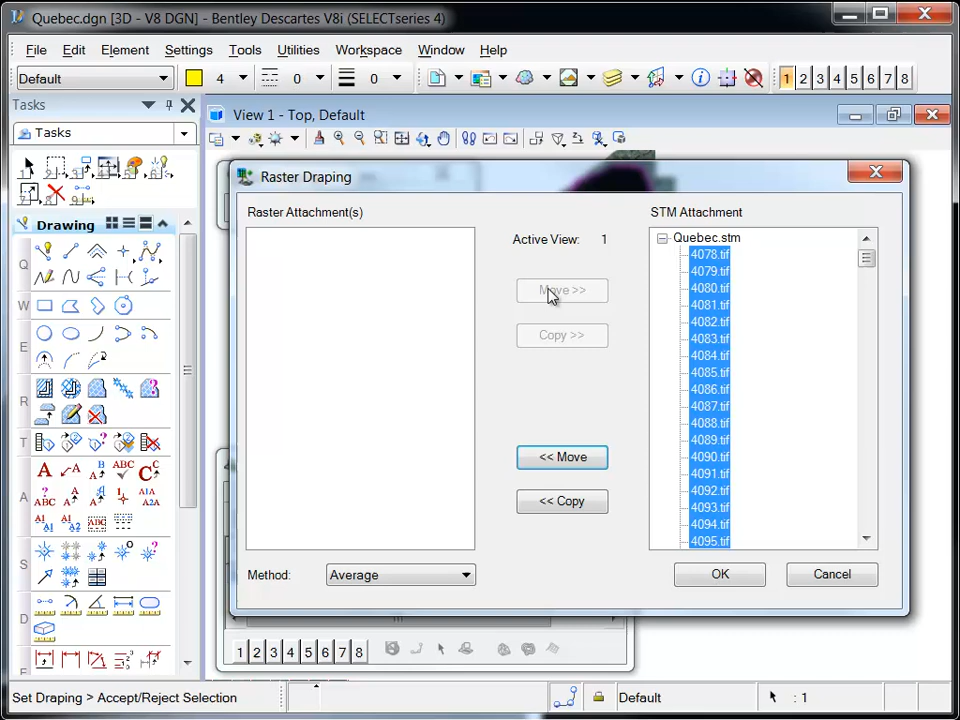 Quebec.dgn [3D - V8 DGN] - Bentley Descartes V8i (SELECTseries 4)
File Edit Element Settings Tools Utilities Workspace Window Help
Default 4 0 0 1 2 3 4 5 6 7 8
Tasks
View 1 - Top, Default
Tasks
Raster Draping
Raster Attachment(s)
Active View: 1
STM Attachment
Move >>
Copy >>
<< Move
<< Copy
Quebec.stm
4078.tif
4079.tif
4080.tif
4081.tif
4082.tif
4083.tif
4084.tif
4085.tif
4086.tif
4087.tif
4088.tif
4089.tif
4090.tif
4091.tif
4092.tif
4093.tif
4094.tif
4095.tif
Method: Average
OK
Cancel
Drawing
Q
W
E
R
T
A
S
D
1 2 3 4 5 6 7 8
Set Draping > Accept/Reject Selection
Default
: 1